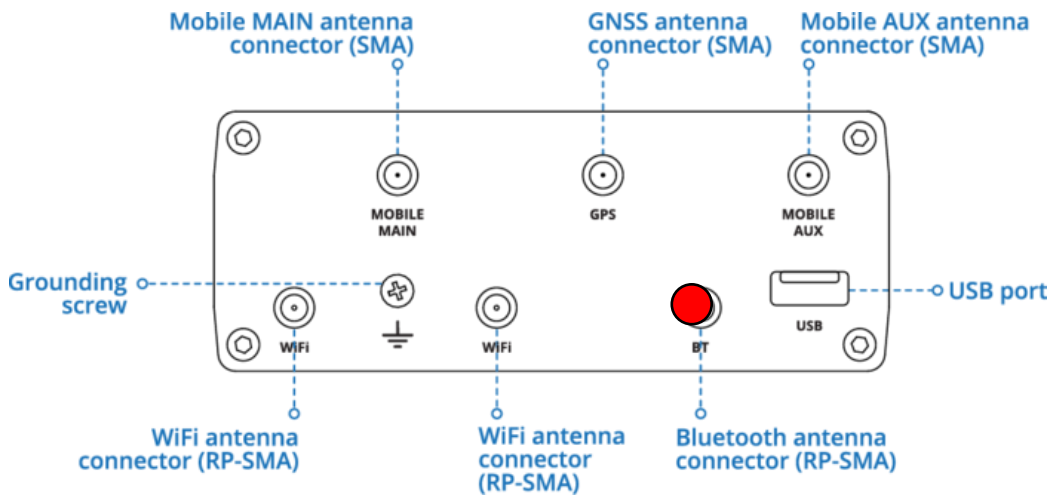 Mobile MAIN antenna
connector (SMA)
GNSS antenna
connector (SMA)
Mobile AUX antenna
connector (SMA)
MOBILE
MAIN
GPS
MOBILE
AUX
Grounding
screw
USB port
USB
WiFi
WiFi
BT
WiFi antenna
connector (RP-SMA)
WiFi antenna
connector
(RP-SMA)
Bluetooth antenna
connector (RP-SMA)